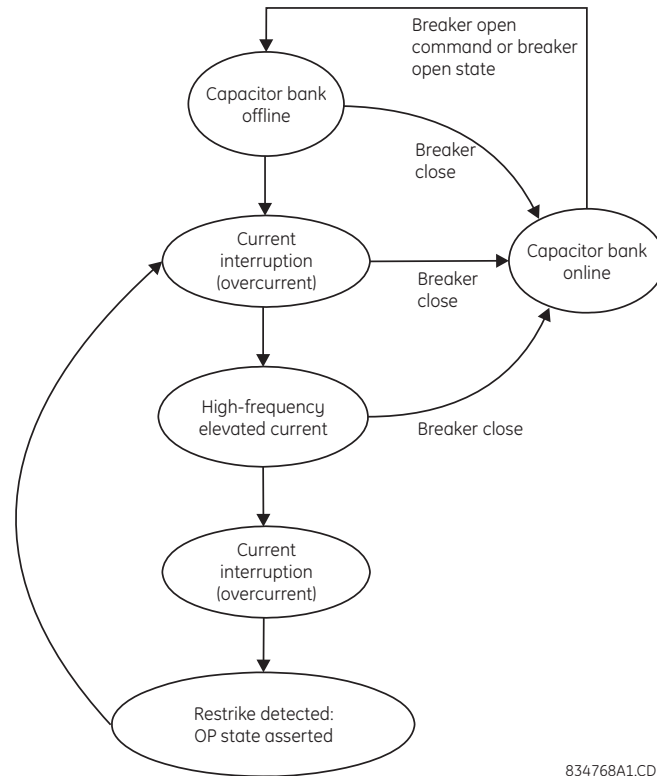 Breaker open
command or breaker
open state
Capacitor bank
offline
Breaker
close
Current
interruption
(overcurrent)
Breaker
close
Capacitor bank
online
High-frequency
elevated current
Breaker close
Current
interruption
(overcurrent)
Restrike detected:
OP state asserted
834768A1.CD